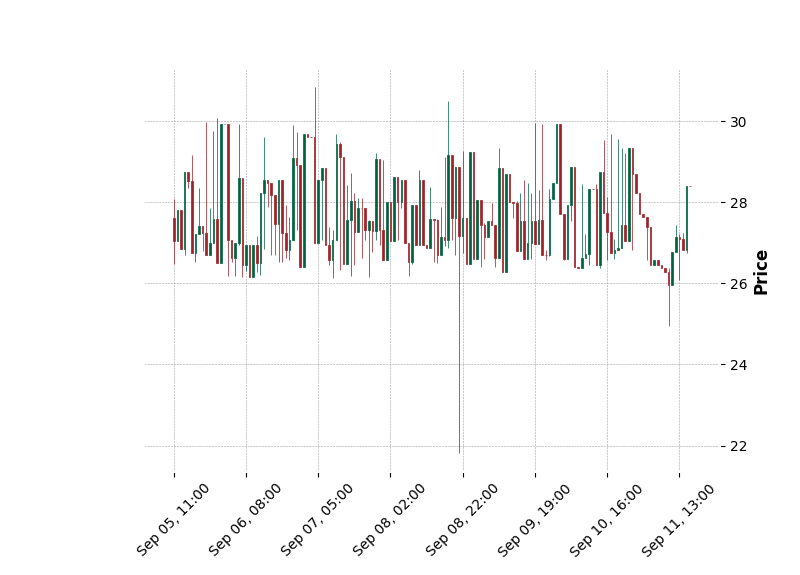 30
28
26
24
22
Price
Sep 05, 11:00
Sep 06, 08:00
Sep 07, 05:00
Sep 08, 02:00
Sep 08, 22:00
Sep 09, 19:00
Sep 10, 16:00
Sep 11, 13:00